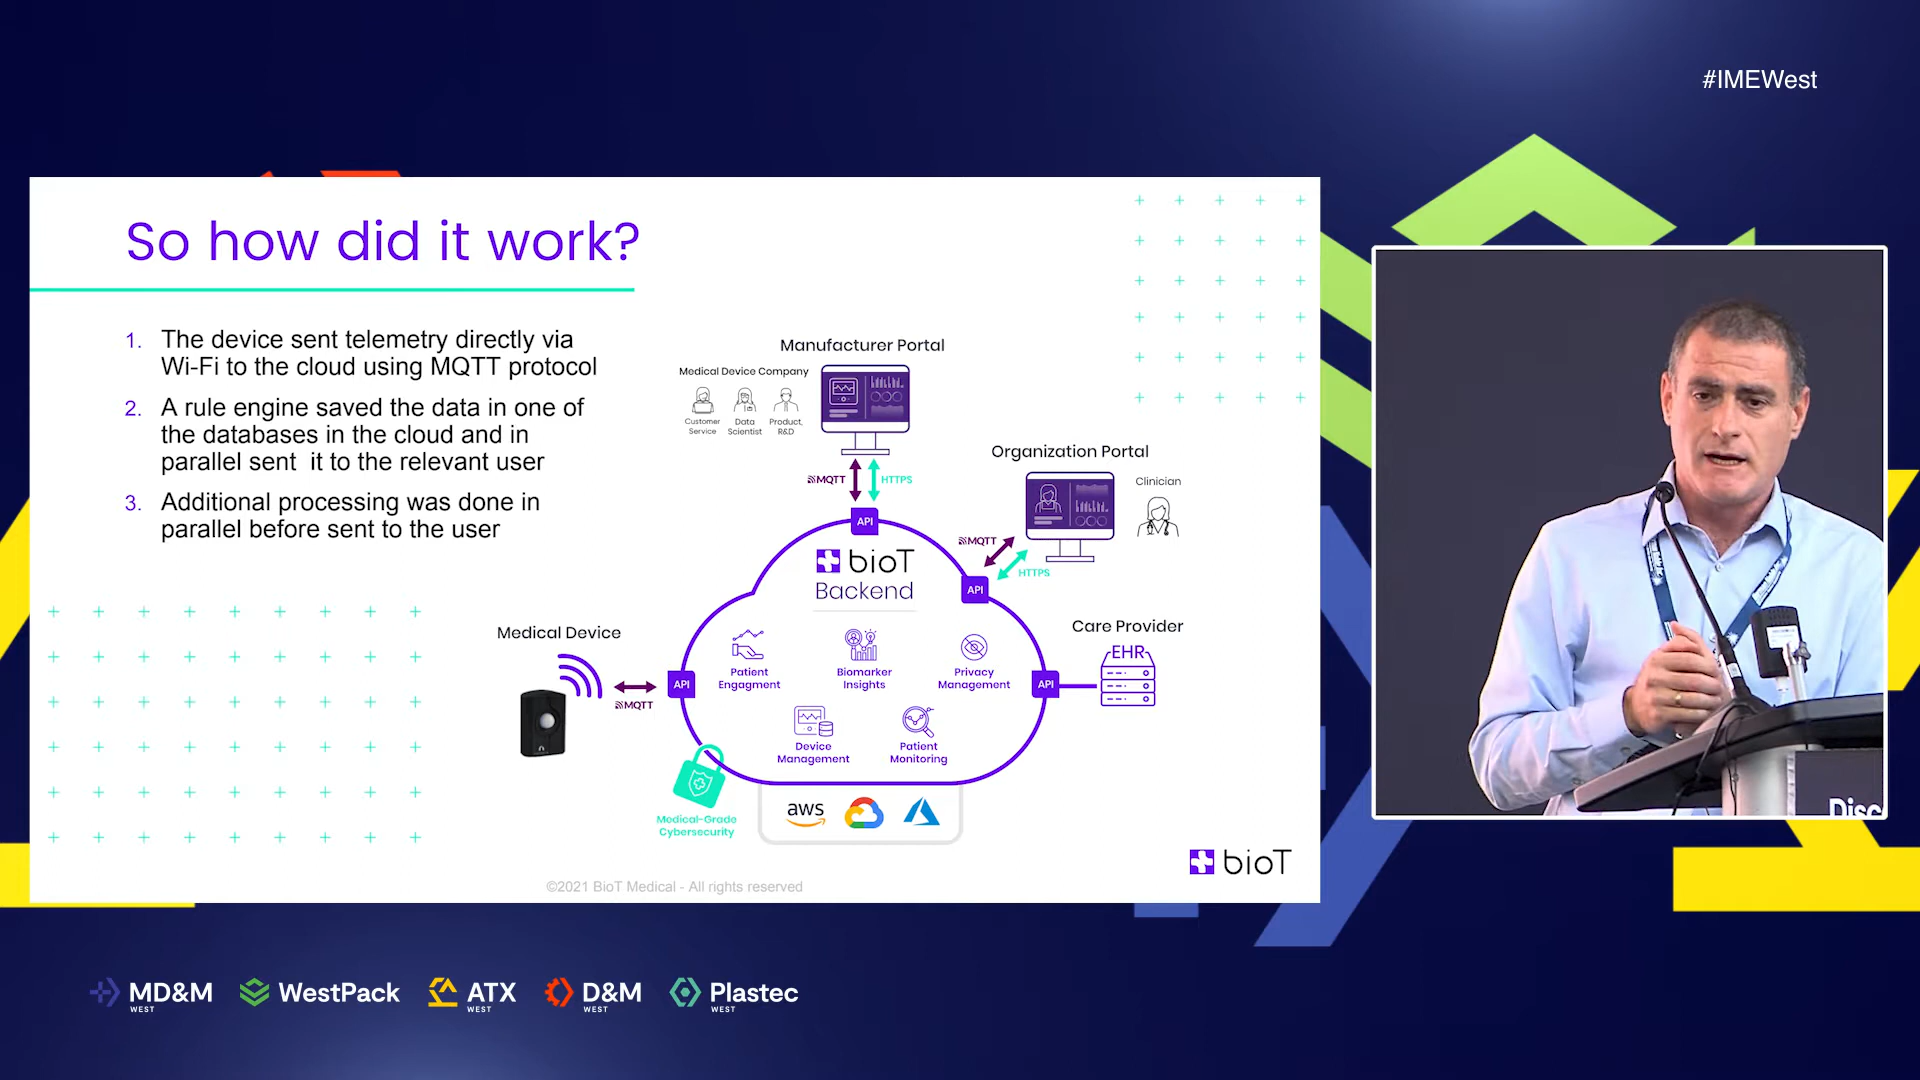 #IMEWest
So how did it work?
1. The device sent telemetry directly via
Wi-Fi to the cloud using MQTT protocol
2. A rule engine saved the data in one of
the databases in the cloud and in
parallel sent it to the relevant user
3. Additional processing was done in
parallel before sent to the user
Manufacturer Portal
Medical Device Company
Customer
Service
Data
Scientist
Product,
R&D
MQTT
HTTPS
API
Organization Portal
Clinician
MQTT
HTTPS
API
bioT
Backend
Medical Device
MQTT
API
Patient
Engagment
Biomarker
Insights
Privacy
Management
Device
Management
Patient
Monitoring
API
Care Provider
EHR
Medical-Grade
Cybersecurity
aws
bioT
©2021 BioT Medical - All rights reserved
Disc
MD&M
WEST
WestPack
ATX
WEST
D&M
WEST
Plastec
WEST